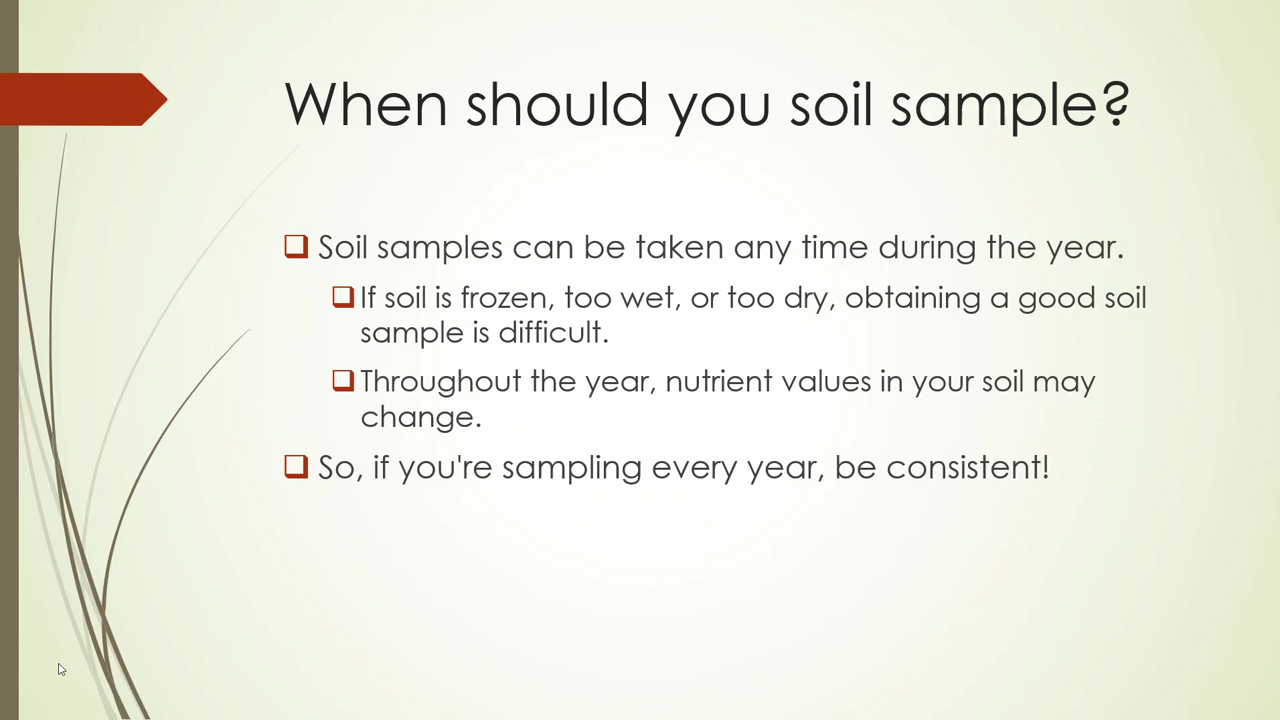 When should you soil sample?
Soil samples can be taken any time during the year.
If soil is frozen, too wet, or too dry, obtaining a good soil
sample is difficult.
Throughout the year, nutrient values in your soil may
change.
So, if you're sampling every year, be consistent!